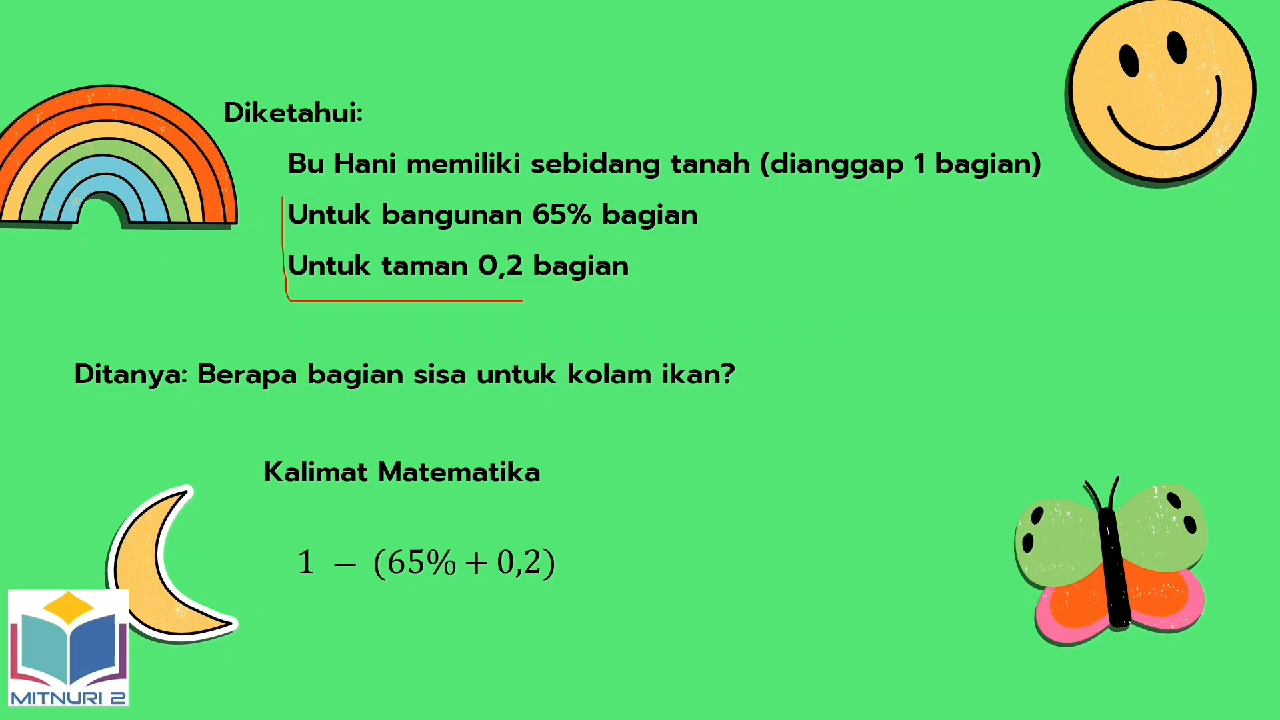 Diketahui:
Bu Hani memiliki sebidang tanah (dianggap 1 bagian)
Untuk bangunan 65% bagian
Untuk taman 0,2 bagian
Ditanya: Berapa bagian sisa untuk kolam ikan?
Kalimat Matematika
1 − (65% + 0,2)
MITNURI 2